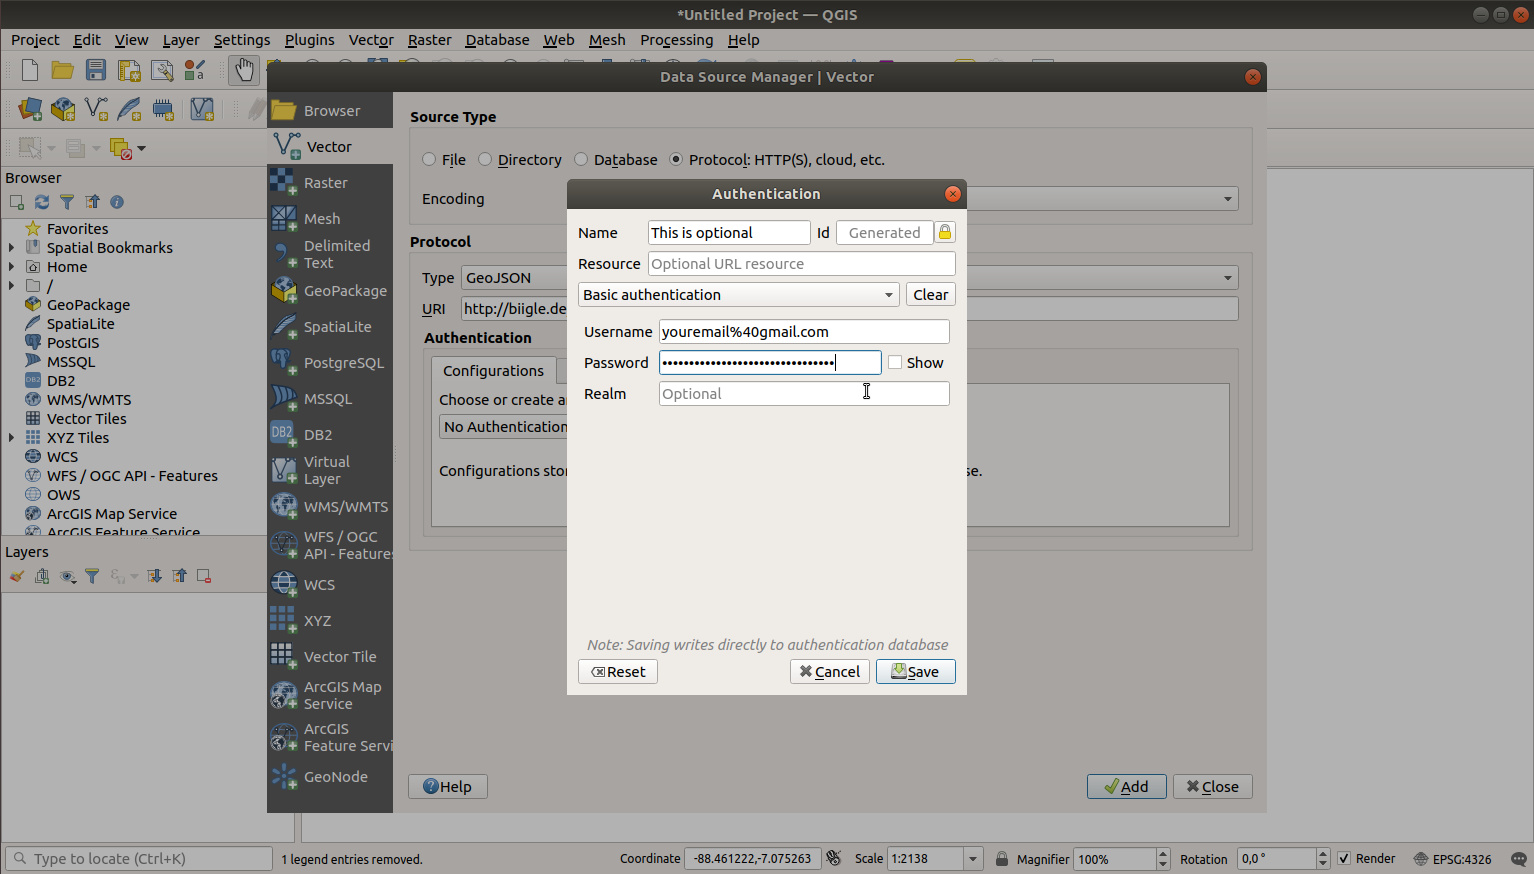 *Untitled Project — QGIS
Project Edit View Layer Settings Plugins Vector Raster Database Web Mesh Processing Help
Data Source Manager | Vector
Browser
Vector
Raster
Mesh
Delimited
Text
GeoPackage
SpatiaLite
PostgreSQL
MSSQL
DB2
DB2
Virtual
Layer
WMS/WMTS
WFS / OGC
API - Features
WCS
XYZ
Vector Tile
ArcGIS Map
Service
ArcGIS
Feature Servi
GeoNode
Source Type
File Directory Database Protocol: HTTP(S), cloud, etc.
Encoding
Protocol
Type GeoJSON
URI http://biigle.de
Authentication
Configurations
Choose or create a
No Authentication
Configurations sto
se.
Help
Add
Close
Authentication
Name This is optional Id Generated
Resource Optional URL resource
Basic authentication Clear
Username youremail%40gmail.com
Password •••••••••••••••••••••••••••••••• Show
Realm Optional
Note: Saving writes directly to authentication database
Reset Cancel Save
Browser
Favorites
Spatial Bookmarks
Home
/
GeoPackage
SpatiaLite
PostGIS
MSSQL
DB2 DB2
WMS/WMTS
Vector Tiles
XYZ Tiles
WCS
WFS / OGC API - Features
OWS
ArcGIS Map Service
ArcGIS Feature Service
Layers
Type to locate (Ctrl+K) 1 legend entries removed. Coordinate -88.461222,-7.075263 Scale 1:2138 Magnifier 100% Rotation 0,0 ° Render EPSG:4326